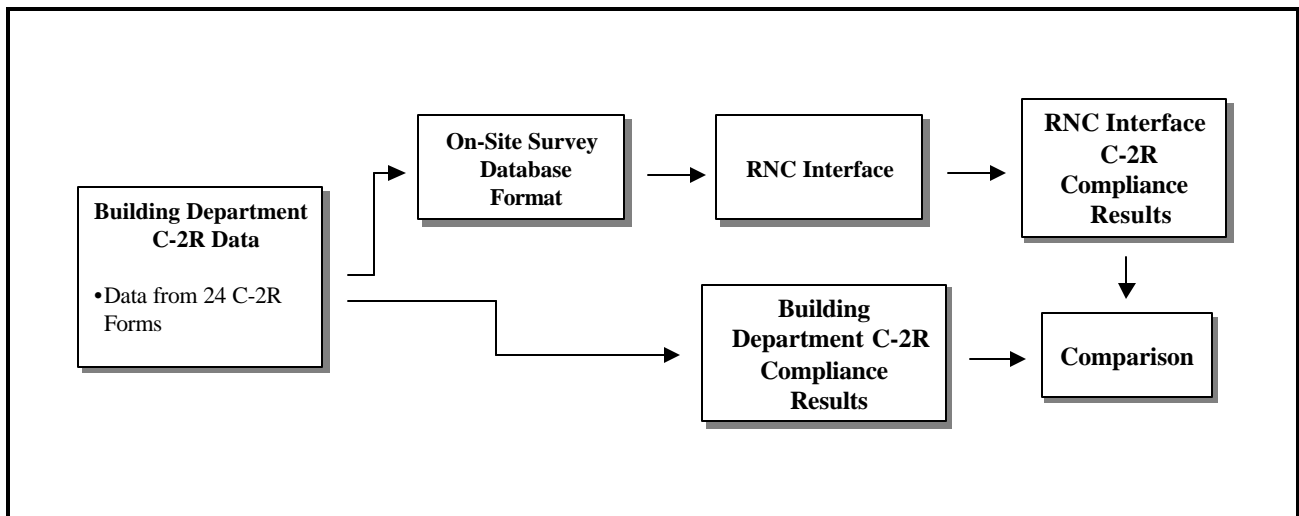 Building Department
C-2R Data
•Data from 24 C-2R
Forms
On-Site Survey
Database
Format
RNC Interface
RNC Interface
C-2R
Compliance
Results
Building
Department C-2R
Compliance
Results
Comparison